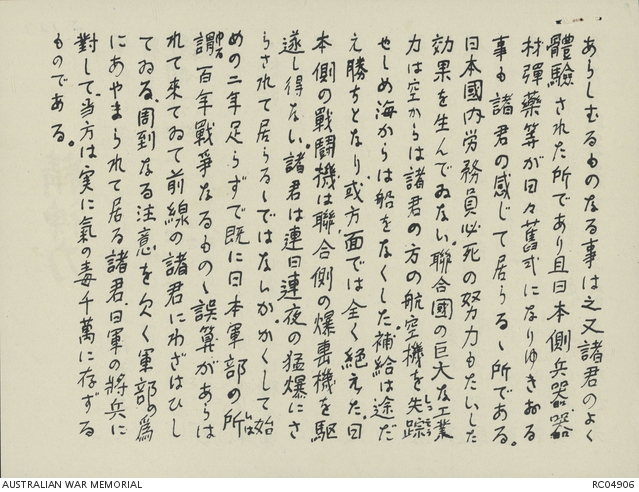 あらしむるものなる事は之又諸君のよく
體驗された所であり且日本側兵器器
材彈藥等が日々舊式になりゆきおる
事も諸君の感じて居らるゝ所である。
日本國内労務員必死の努力もたいした
効果を生んでゐない。聯合國の巨大な工業
力は空からは諸君の方の航空機を失踪
しつそう
せしめ海からは船をなくした。補給は途だ
え勝ちとなり或方面では全く絶えた。日
本側の戰鬪機は聯合側の爆撃機を駆
逐し得ない。諸君は連日連夜の猛爆にさ
らされて居らるゝではないか。かくして始
めの二年足らずで既に日本軍部の所
謂百年戰爭なるものゝ誤算があらは
れて来てゐて前線の諸君にわざはひし
てゐる。周到なる注意を欠く軍部の爲
にあやまられて居る諸君、日軍の將兵に
對して当方は実に氣の毒千萬に存ずる
ものである。
AUSTRALIAN WAR MEMORIAL
RC04906